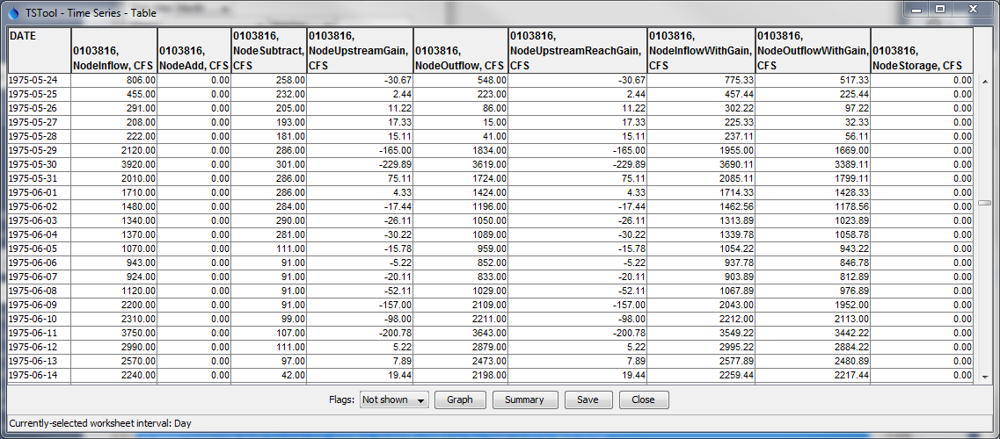 TSTool - Time Series - Table
DATE 0103816, NodeInflow, CFS 0103816, NodeAdd, CFS 0103816, NodeSubtract, CFS 0103816, NodeUpstreamGain, CFS 0103816, NodeOutflow, CFS 0103816, NodeUpstreamReachGain, CFS 0103816, NodeInflowWithGain, CFS 0103816, NodeOutflowWithGain, CFS 0103816, NodeStorage, CFS
1975-05-24 806.00 0.00 258.00 -30.67 548.00 -30.67 775.33 517.33 0.00
1975-05-25 455.00 0.00 232.00 2.44 223.00 2.44 457.44 225.44 0.00
1975-05-26 291.00 0.00 205.00 11.22 86.00 11.22 302.22 97.22 0.00
1975-05-27 208.00 0.00 193.00 17.33 15.00 17.33 225.33 32.33 0.00
1975-05-28 222.00 0.00 181.00 15.11 41.00 15.11 237.11 56.11 0.00
1975-05-29 2120.00 0.00 286.00 -165.00 1834.00 -165.00 1955.00 1669.00 0.00
1975-05-30 3920.00 0.00 301.00 -229.89 3619.00 -229.89 3690.11 3389.11 0.00
1975-05-31 2010.00 0.00 286.00 75.11 1724.00 75.11 2085.11 1799.11 0.00
1975-06-01 1710.00 0.00 286.00 4.33 1424.00 4.33 1714.33 1428.33 0.00
1975-06-02 1480.00 0.00 284.00 -17.44 1196.00 -17.44 1462.56 1178.56 0.00
1975-06-03 1340.00 0.00 290.00 -26.11 1050.00 -26.11 1313.89 1023.89 0.00
1975-06-04 1370.00 0.00 281.00 -30.22 1089.00 -30.22 1339.78 1058.78 0.00
1975-06-05 1070.00 0.00 111.00 -15.78 959.00 -15.78 1054.22 943.22 0.00
1975-06-06 943.00 0.00 91.00 -5.22 852.00 -5.22 937.78 846.78 0.00
1975-06-07 924.00 0.00 91.00 -20.11 833.00 -20.11 903.89 812.89 0.00
1975-06-08 1120.00 0.00 91.00 -52.11 1029.00 -52.11 1067.89 976.89 0.00
1975-06-09 2200.00 0.00 91.00 -157.00 2109.00 -157.00 2043.00 1952.00 0.00
1975-06-10 2310.00 0.00 99.00 -98.00 2211.00 -98.00 2212.00 2113.00 0.00
1975-06-11 3750.00 0.00 107.00 -200.78 3643.00 -200.78 3549.22 3442.22 0.00
1975-06-12 2990.00 0.00 111.00 5.22 2879.00 5.22 2995.22 2884.22 0.00
1975-06-13 2570.00 0.00 97.00 7.89 2473.00 7.89 2577.89 2480.89 0.00
1975-06-14 2240.00 0.00 42.00 19.44 2198.00 19.44 2259.44 2217.44 0.00
Flags: Not shown Graph Summary Save Close
Currently-selected worksheet interval: Day